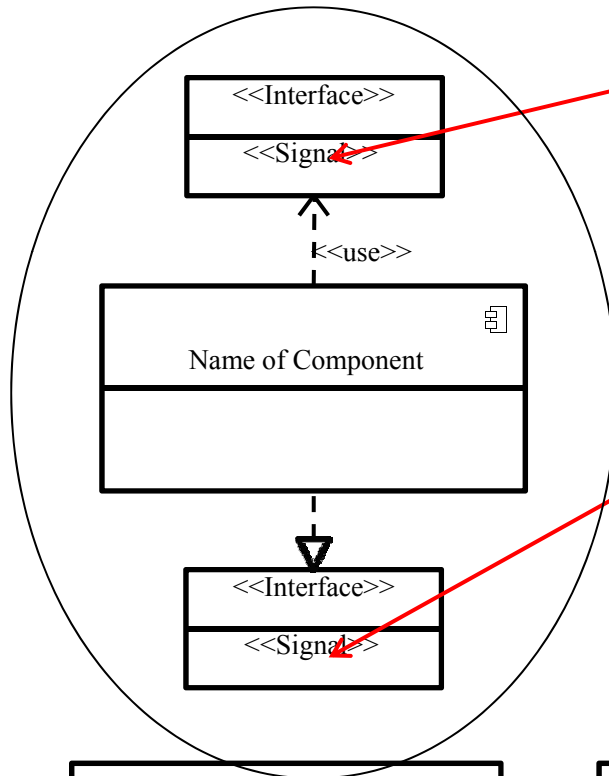 <<Interface>>
<<Signal>>
<<use>>
Name of Component
<<Interface>>
<<Signal>>